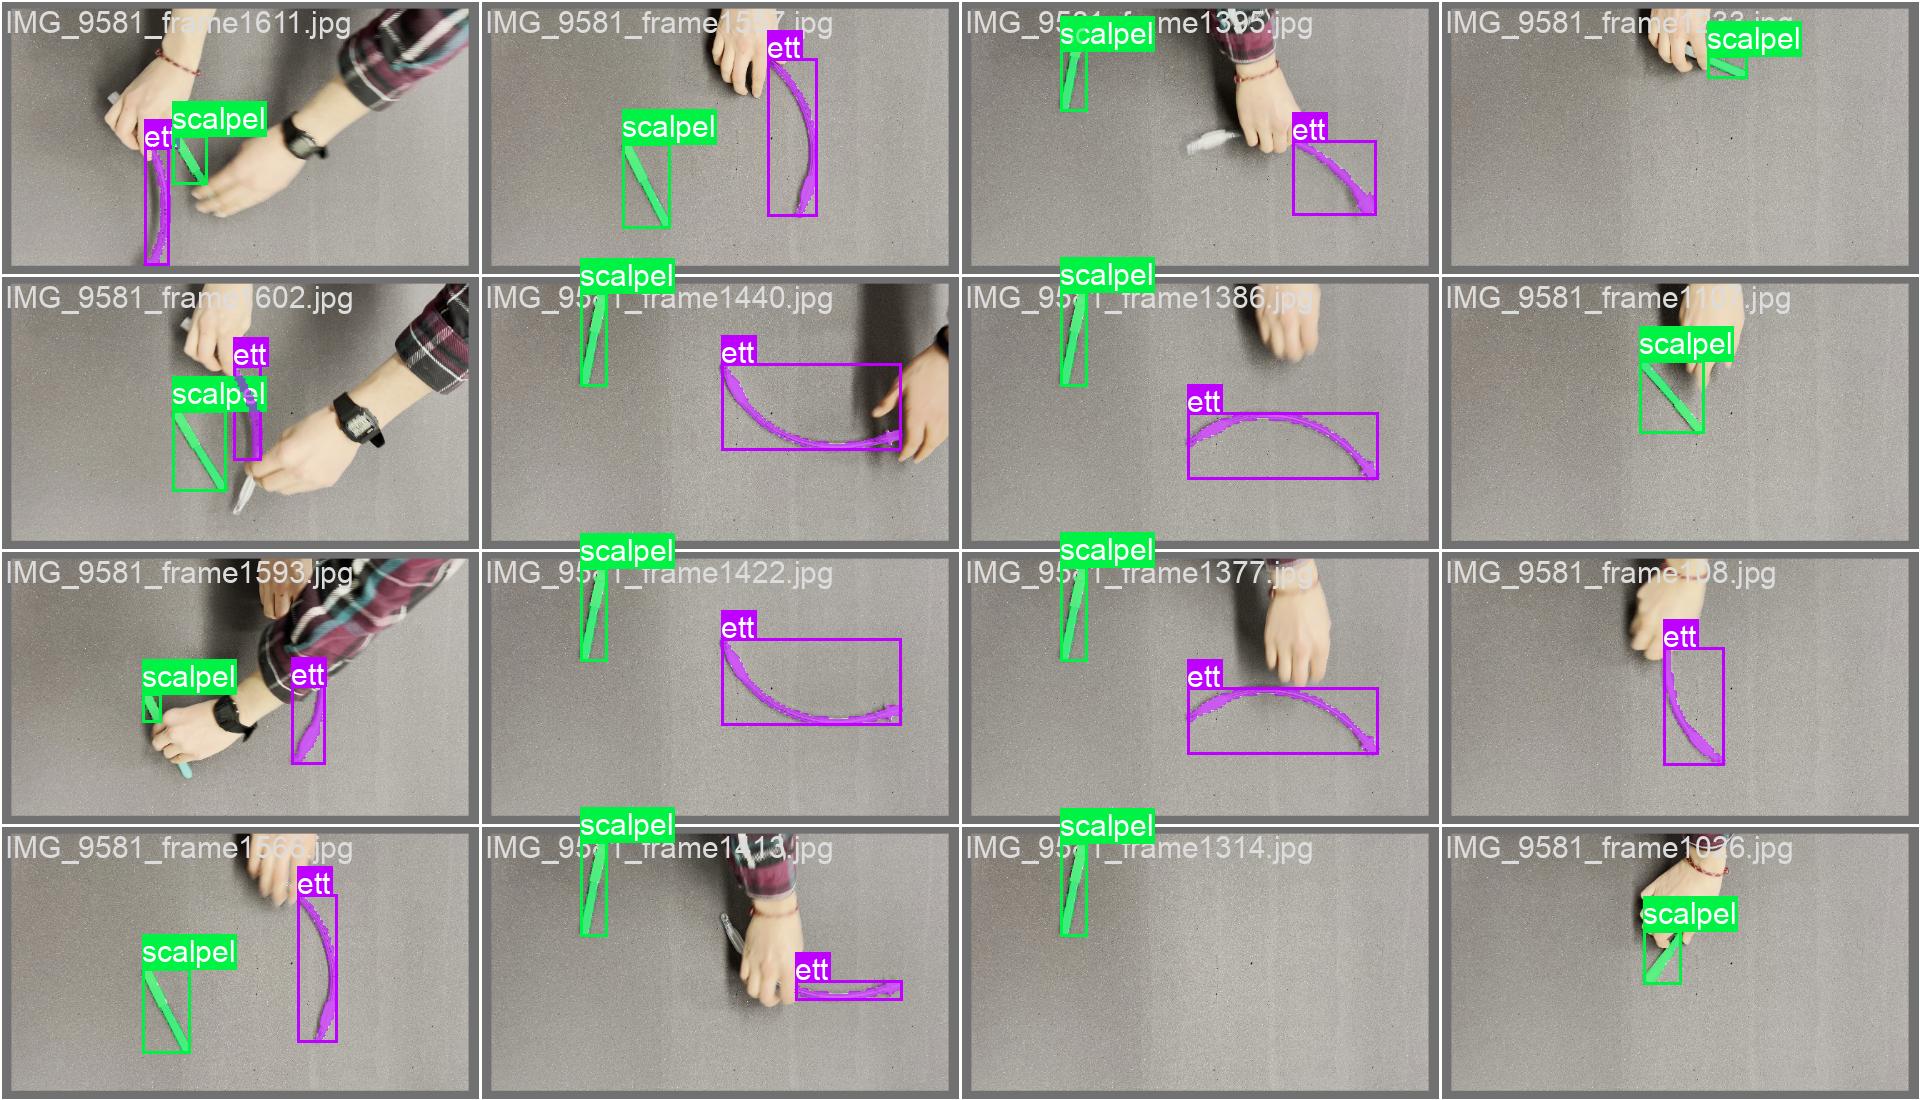 IMG_9581_frame1611.jpg
scalpel
ett
ett
scalpel
scalpel
ett
scalpel
IMG_9581_frame1602.jpg
ett
scalpel
scalpel
IMG_9581_frame1440.jpg
ett
scalpel
IMG_9581_frame1386.jpg
ett
scalpel
IMG_9581_frame1593.jpg
scalpel
ett
scalpel
IMG_9581_frame1422.jpg
ett
scalpel
IMG_9581_frame1377.jpg
ett
IMG_9581_frame108.jpg
ett
IMG_9581_frame1566.jpg
ett
scalpel
scalpel
IMG_9581_frame1413.jpg
ett
scalpel
IMG_9581_frame1314.jpg
scalpel